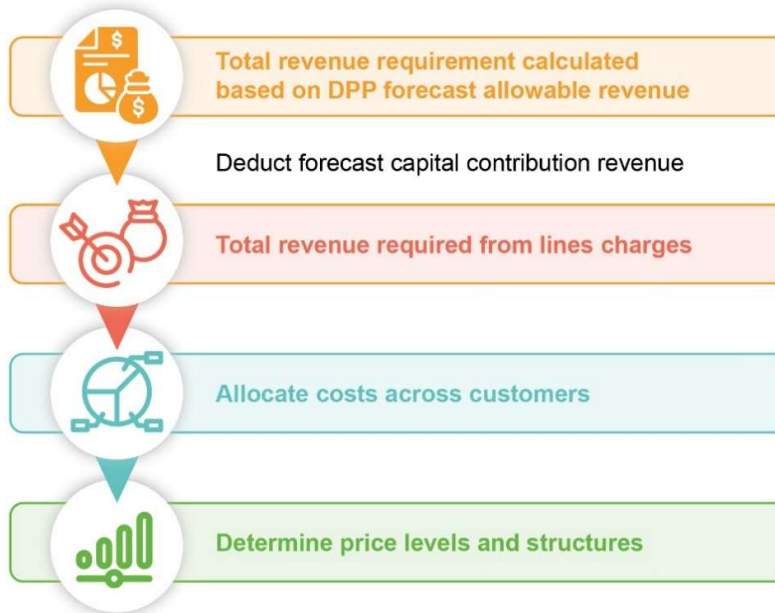 Total revenue requirement calculated
based on DPP forecast allowable revenue
Deduct forecast capital contribution revenue
Total revenue required from lines charges
Allocate costs across customers
Determine price levels and structures